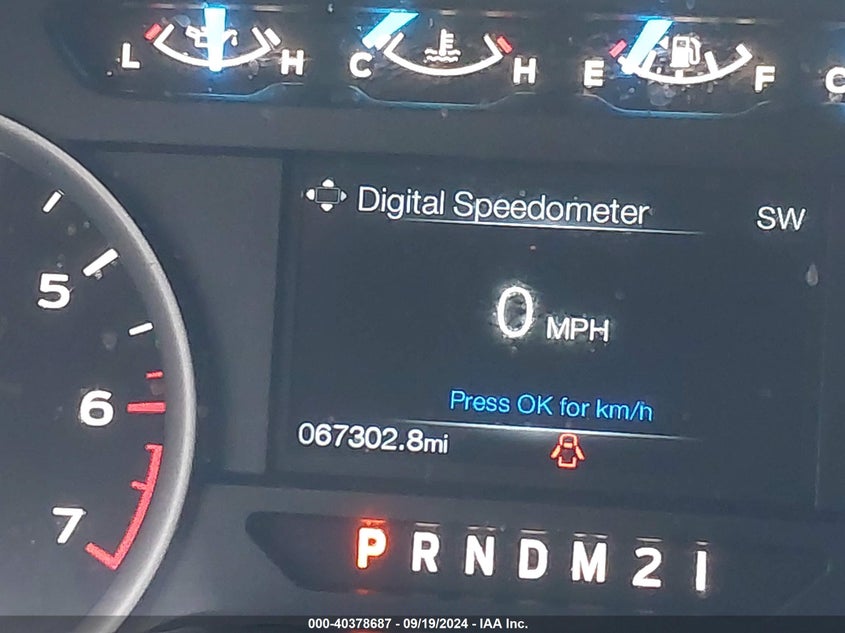 L H C H E F C
Digital Speedometer SW
5
0 MPH
6
Press OK for km/h
067302.8mi
7
P R N D M 2 1
000-40378687 - 09/19/2024 - IAA Inc.